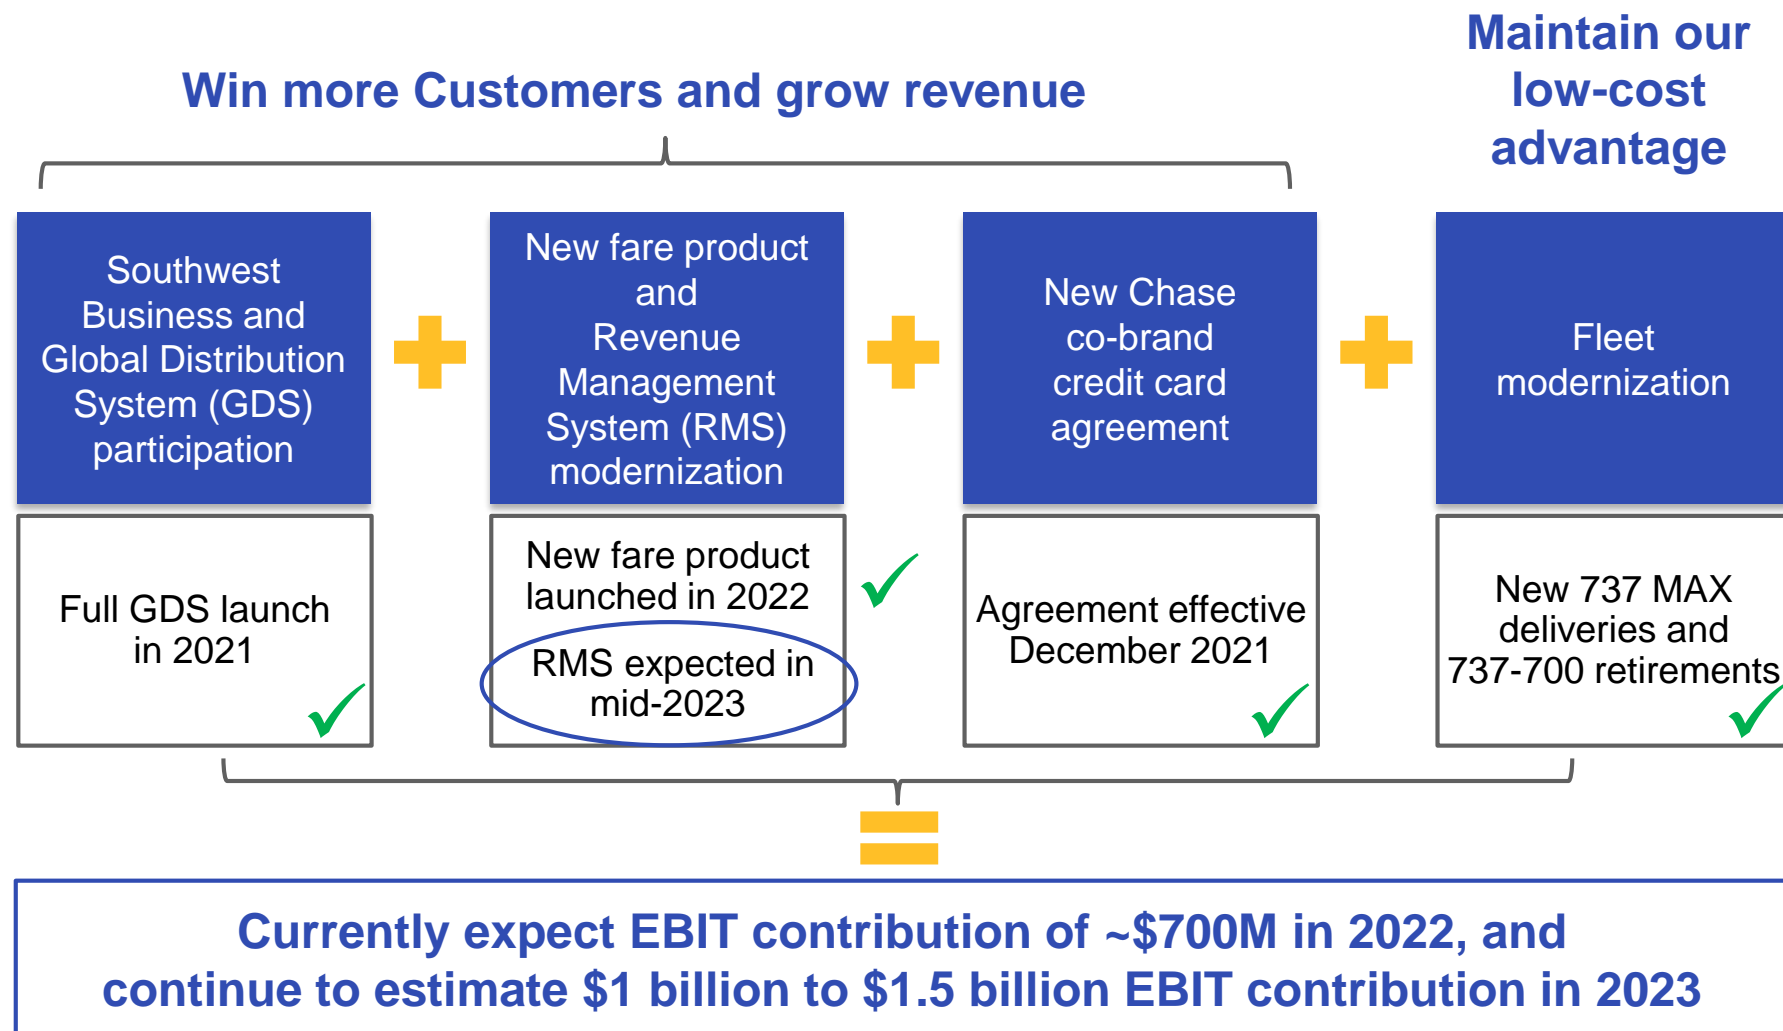 Win more Customers and grow revenue
Maintain our
low-cost
advantage
Southwest
Business and
Global Distribution
System (GDS)
participation
New fare product
and
Revenue
Management
System (RMS)
modernization
New Chase
co-brand
credit card
agreement
Fleet
modernization
Full GDS launch
in 2021
New fare product
launched in 2022
RMS expected in
mid-2023
Agreement effective
December 2021
New 737 MAX
deliveries and
737-700 retirements
Currently expect EBIT contribution of ~$700M in 2022, and
continue to estimate $1 billion to $1.5 billion EBIT contribution in 2023